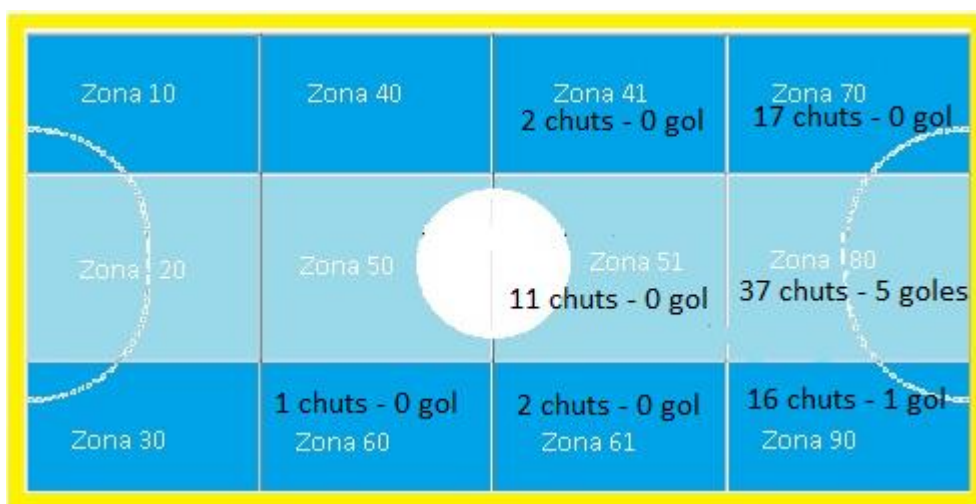 Zona 10
Zona 40
Zona 41
2 chuts - 0 gol
Zona 70
17 chuts - 0 gol
Zona 20
Zona 50
Zona 51
11 chuts - 0 gol
Zona 80
37 chuts - 5 goles
Zona 30
1 chuts - 0 gol
Zona 60
2 chuts - 0 gol
Zona 61
16 chuts - 1 gol
Zona 90